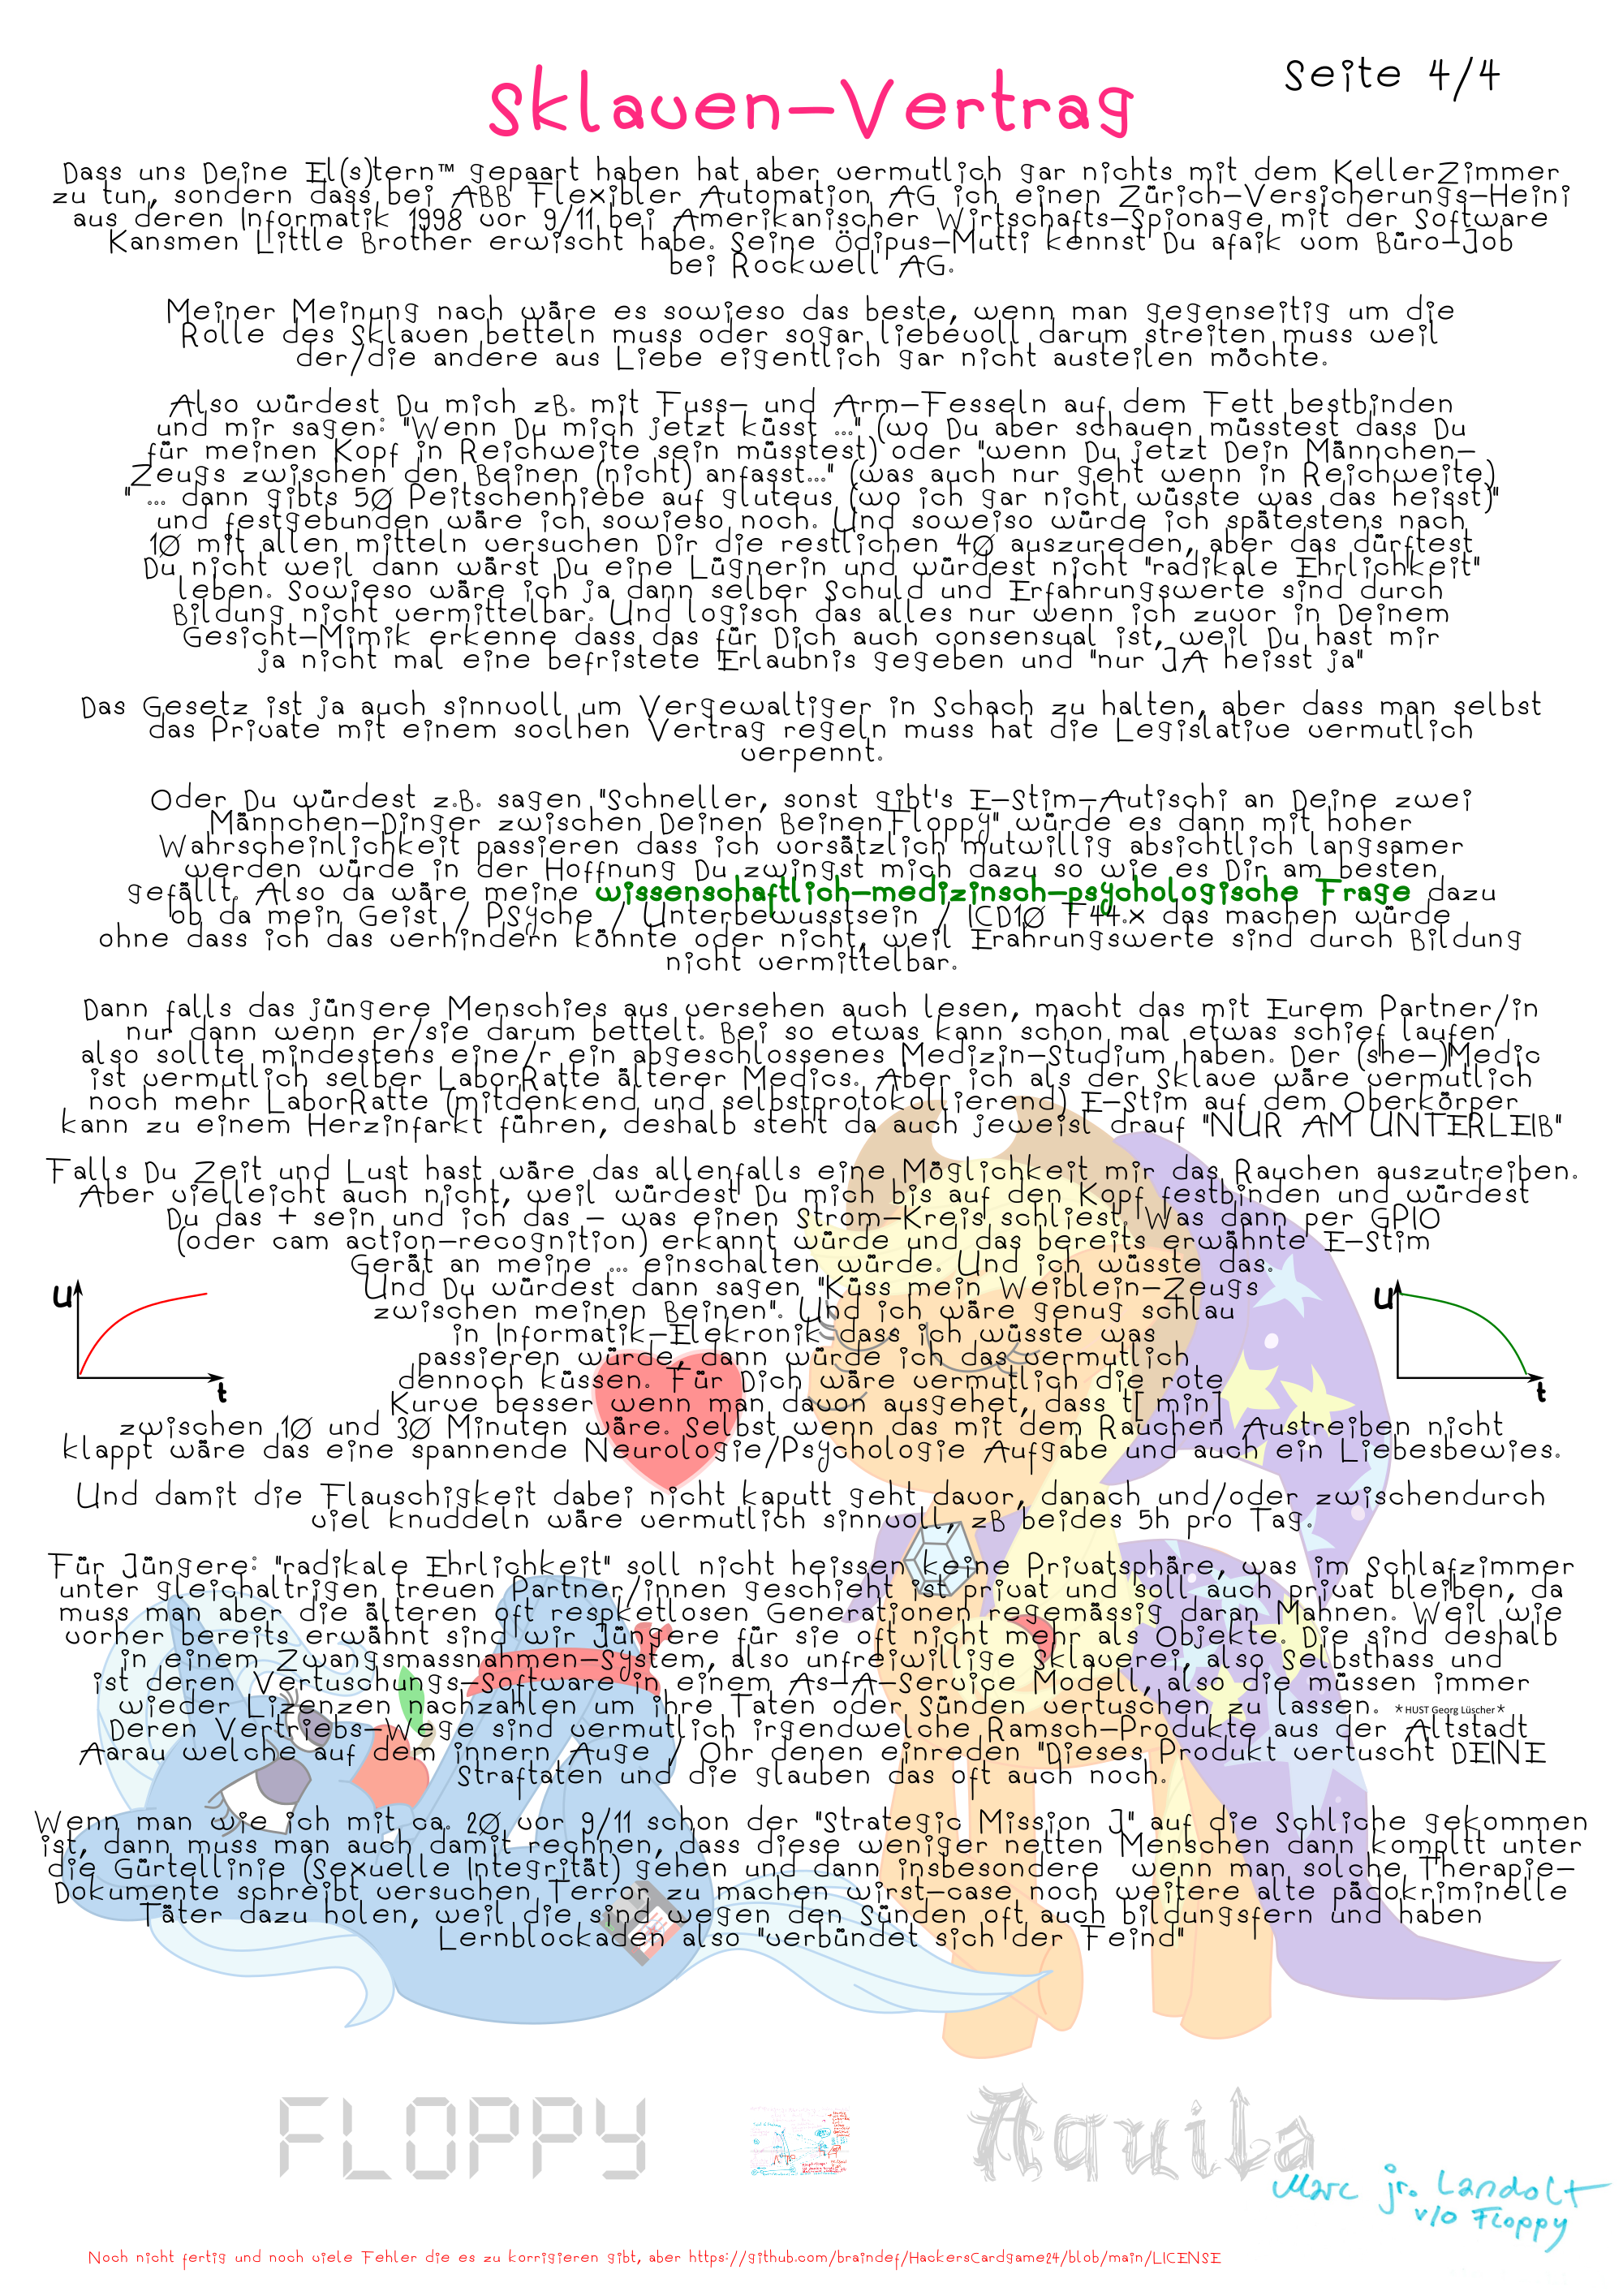 Seite 4/4
Sklaven-Vertrag
Dass uns Deine El(s)tern™ gepaart haben hat aber vermutlich gar nichts mit dem KellerZimmer
zu tun, sondern dass bei ABB Flexibler Automation AG ich einen Zürich-Versicherungs-Heini
aus deren Informatik 1998 vor 9/11 bei Amerikanischer Wirtschafts-Spionage mit der Software
Kansmen Little Brother erwischt habe. Seine Ödipus-Mutti kennst Du afaik vom Büro-Job
bei Rockwell AG.
Meiner Meinung nach wäre es sowieso das beste, wenn man gegenseitig um die
Rolle des Sklaven betteln muss oder sogar liebevoll darum streiten muss weil
der/die andere aus Liebe eigentlich gar nicht austeilen möchte.
Also würdest Du mich zB. mit Fuss- und Arm-Fesseln auf dem Fett bestbinden
und mir sagen: "Wenn Du mich jetzt küsst ..." (wo Du aber schauen müsstest dass Du
für meinen Kopf in Reichweite sein müsstest) oder "wenn Du jetzt Dein Männchen-
Zeugs zwischen den Beinen (nicht) anfasst..." (was auch nur geht wenn in Reichweite)
" ... dann gibts 50 Peitschenhiebe auf gluteus (wo ich gar nicht wüsste was das heisst)"
und festgebunden wäre ich sowieso noch. Und soweiso würde ich spätestens nach
10 mit allen mitteln versuchen Dir die restlichen 40 auszureden, aber das dürftest
Du nicht weil dann wärst Du eine Lügnerin und würdest nicht "radikale Ehrlichkeit"
leben. Sowieso wäre ich ja dann selber Schuld und Erfahrungswerte sind durch
Bildung nicht vermittelbar. Und logisch das alles nur wenn ich zuvor in Deinem
Gesicht-Mimik erkenne dass das für Dich auch consensual ist, weil Du hast mir
ja nicht mal eine befristete Erlaubnis gegeben und "nur JA heisst ja"
Das Gesetz ist ja auch sinnvoll um Vergewaltiger in Schach zu halten, aber dass man selbst
das Private mit einem soclhen Vertrag regeln muss hat die Legislative vermutlich
verpennt.
Oder Du würdest z.B. sagen "Schneller, sonst gibt's E-Stim-Autischi an Deine zwei
Männchen-Dinger zwischen Deinen BeinenFloppy" würde es dann mit hoher
Wahrscheinlichkeit passieren dass ich vorsätzlich mutwillig absichtlich langsamer
werden würde in der Hoffnung Du zwingst mich dazu so wie es Dir am besten
gefällt. Also da wäre meine wissenschaftlich-medizinsch-psychologische Frage dazu
ob da mein Geist / PSyche / Unterbewusstsein / ICD10 F44.x das machen würde
ohne dass ich das verhindern könnte oder nicht, weil Erahrungswerte sind durch Bildung
nicht vermittelbar.
Dann falls das jüngere Menschies aus versehen auch lesen, macht das mit Eurem Partner/in
nur dann wenn er/sie darum bettelt. Bei so etwas kann schon mal etwas schief laufen
also sollte mindestens eine/r ein abgeschlossenes Medizin-Studium haben. Der (she-)Medic
ist vermutlich selber LaborRatte älterer Medics. Aber ich als der Sklave wäre vermutlich
noch mehr LaborRatte (mitdenkend und selbstprotokollierend) E-Stim auf dem Oberkörper
kann zu einem Herzinfarkt führen, deshalb steht da auch jeweisl drauf "NUR AM UNTERLEIB"
Falls Du Zeit und Lust hast wäre das allenfalls eine Möglichkeit mir das Rauchen auszutreiben.
Aber vielleicht auch nicht, weil würdest Du mich bis auf den Kopf festbinden und würdest
Du das + sein und ich das - was einen Strom-Kreis schliest. Was dann per GPIO
(oder cam action-recognition) erkannt würde und das bereits erwähnte E-Stim
Gerät an meine ... einschalten würde. Und ich wüsste das.
Und Du würdest dann sagen "Küss mein Weiblein-Zeugs
zwischen meinen Beinen". Und ich wäre genug schlau
in Informatik-Elekronik dass ich wüsste was
passieren würde, dann würde ich das vermutlich
dennoch küssen. Für Dich wäre vermutlich die rote
Kurve besser wenn man davon ausgehet, dass t[min]
zwischen 10 und 30 Minuten wäre. Selbst wenn das mit dem Rauchen Austreiben nicht
klappt wäre das eine spannende Neurologie/Psychologie Aufgabe und auch ein Liebesbewies.
U
t
U
t
Und damit die Flauschigkeit dabei nicht kaputt geht davor, danach und/oder zwischendurch
viel knuddeln wäre vermutlich sinnvoll, zB beides 5h pro Tag.
Für Jüngere: "radikale Ehrlichkeit" soll nicht heissen keine Privatsphäre, was im Schlafzimmer
unter gleichaltrigen treuen Partner/innen geschieht ist privat und soll auch privat bleiben, da
muss man aber die älteren oft respketlosen Generationen regemässig daran Mahnen. Weil wie
vorher bereits erwähnt sind wir Jüngere für sie oft nicht mehr als Objekte. Die sind deshalb
in einem Zwangsmassnahmen-System, also unfreiwillige Sklaverei, also Selbsthass und
ist deren Vertuschungs-Software in einem As-A-Service Modell, also die müssen immer
wieder Lizenzen nachzahlen um ihre Taten oder Sünden vertuschen zu lassen. *HUST Georg Lüscher*
Deren Vertriebs-Wege sind vermutlich irgendwelche Ramsch-Produkte aus der Altstadt
Aarau welche auf dem innern Auge / Ohr denen einreden "Dieses Produkt vertuscht DEINE
Straftaten und die glauben das oft auch noch.
Wenn man wie ich mit ca. 20 vor 9/11 schon der "Strategic Mission J" auf die Schliche gekommen
ist, dann muss man auch damit rechnen, dass diese weniger netten Menschen dann kompltt unter
die Gürtellinie (Sexuelle Integrität) gehen und dann insbesondere wenn man solche Therapie-
Dokumente schreibt versuchen Terror zu machen wirst-case noch weitere alte pädokriminelle
Täter dazu holen, weil die sind wegen den Sünden oft auch bildungsfern und haben
Lernblockaden also "verbündet sich der Feind"
FLOPPY
Aquila
Marc jr. Landolt
v/o Floppy
Noch nicht fertig und noch viele Fehler die es zu korrigieren gibt, aber https://github.com/braindef/HackersCardgame24/blob/main/LICENSE